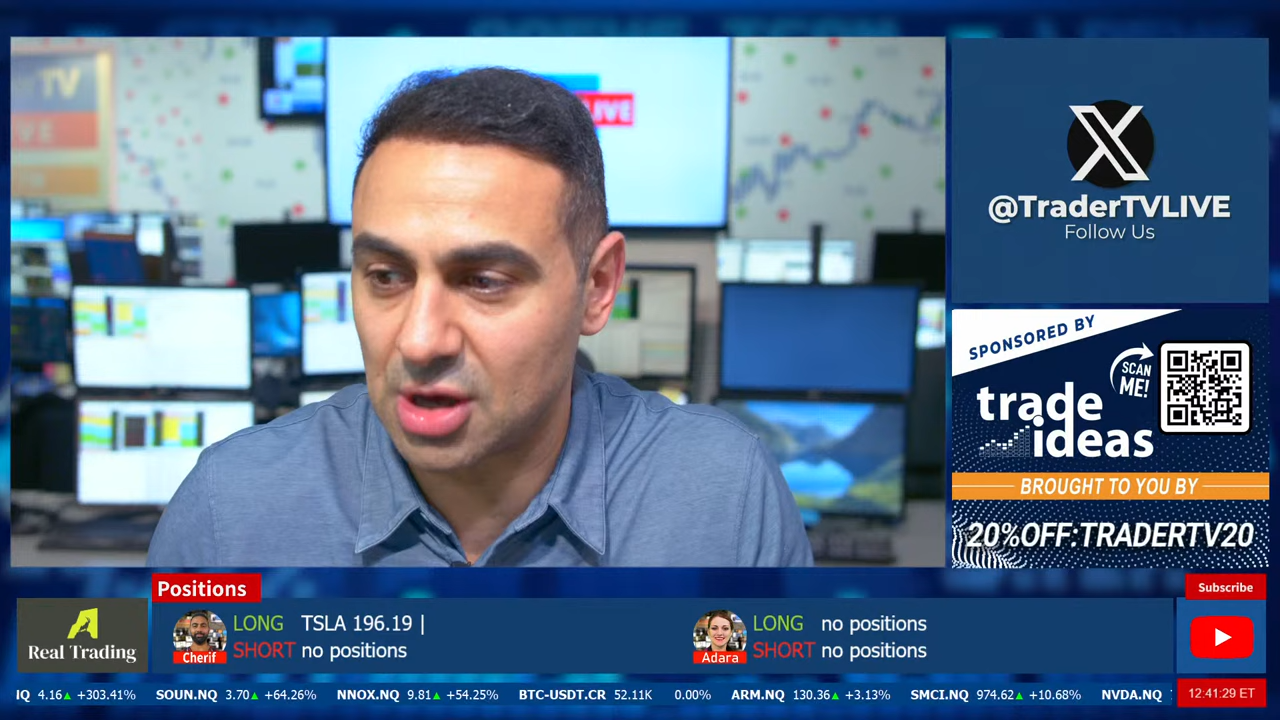 TV
LIVE
@TraderTVLIVE
Follow Us
SPONSORED BY
SCAN
ME!
trade
ideas
BROUGHT TO YOU BY
20%OFF:TRADERTV20
Positions
Subscribe
Real Trading
Cherif
LONG TSLA 196.19 |
SHORT no positions
Adara
LONG no positions
SHORT no positions
IQ 4.16▲ +303.41% SOUN.NQ 3.70▲ +64.26% NNOX.NQ 9.81▲ +54.25% BTC-USDT.CR 52.11K 0.00% ARM.NQ 130.36▲ +3.13% SMCI.NQ 974.62▲ +10.68% NVDA.NQ
12:41:29 ET